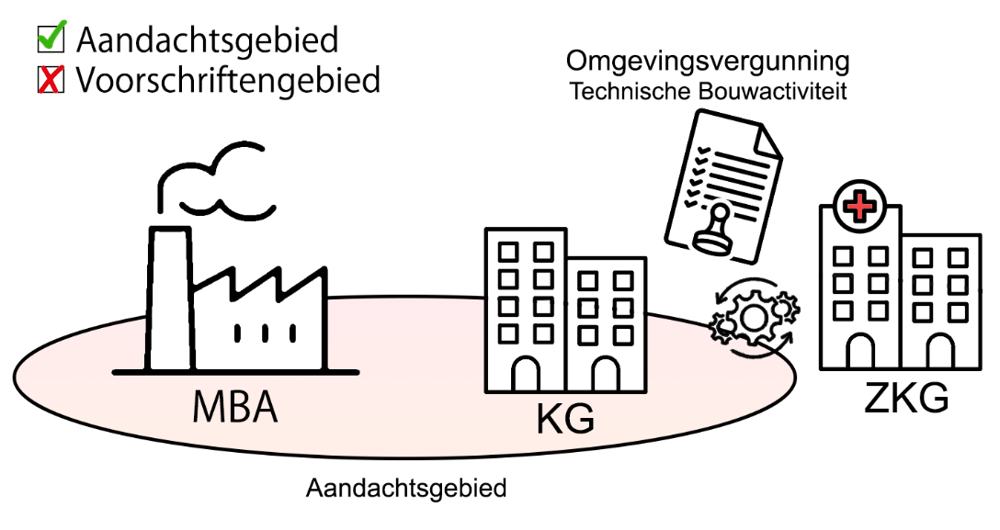 Aandachtsgebied
Voorschriftengebied
Omgevingsvergunning
Technische Bouwactiviteit
MBA
KG
ZKG
Aandachtsgebied